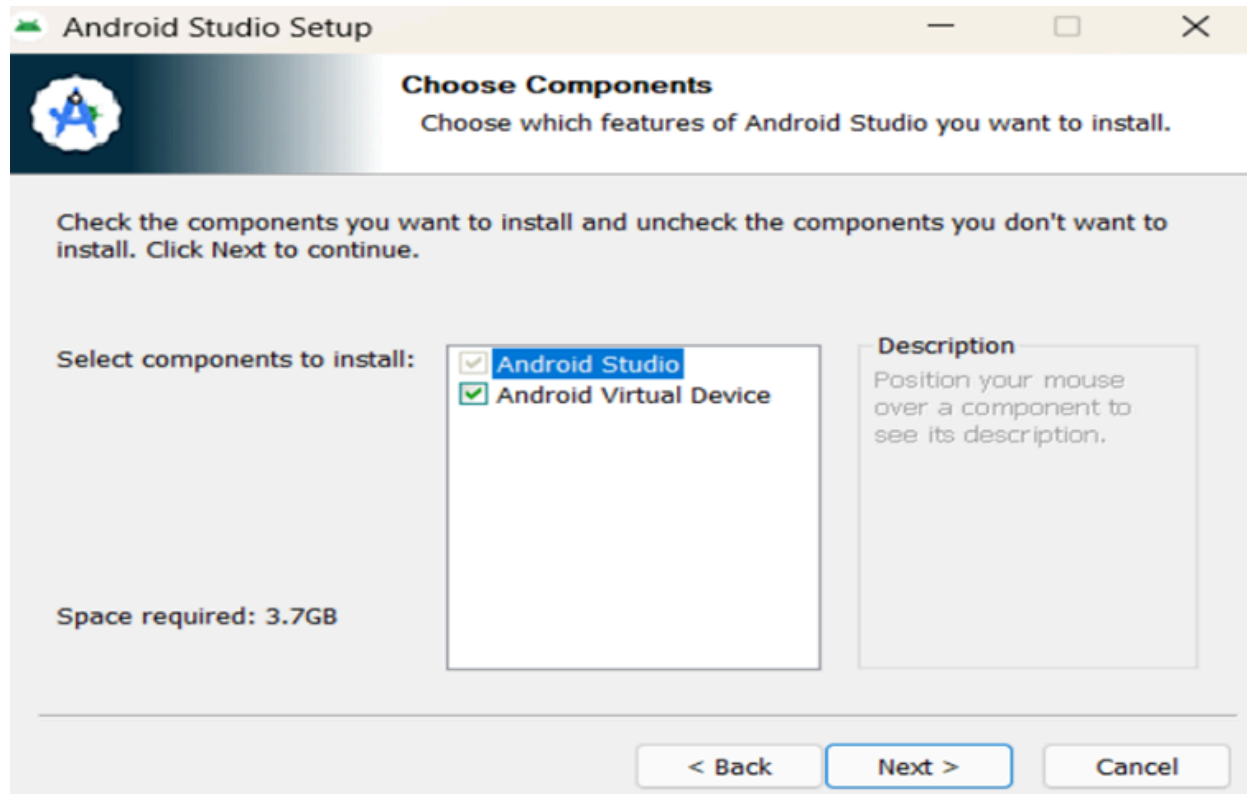 Android Studio Setup
Choose Components
Choose which features of Android Studio you want to install.
Check the components you want to install and uncheck the components you don't want to
install. Click Next to continue.
Select components to install:
Android Studio
Android Virtual Device
Description
Position your mouse
over a component to
see its description.
Space required: 3.7GB
< Back
Next >
Cancel